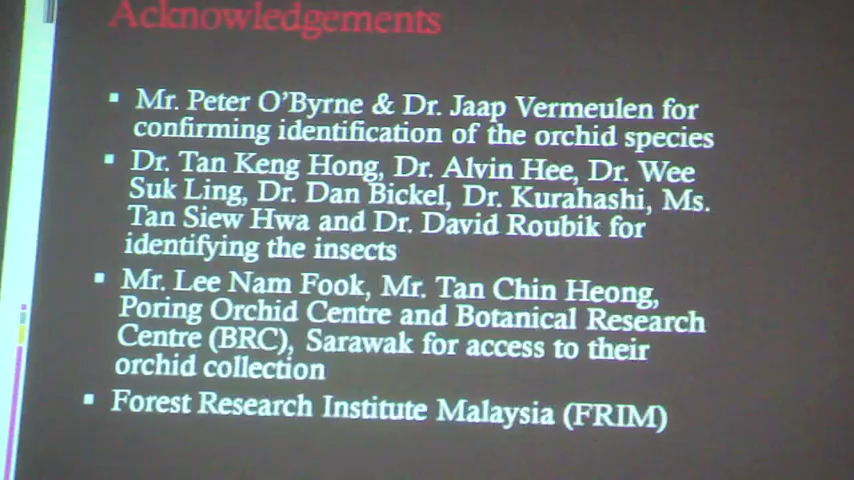 Acknowledgements
▪ Mr. Peter O'Byrne & Dr. Jaap Vermeulen for
confirming identification of the orchid species
▪ Dr. Tan Keng Hong, Dr. Alvin Hee, Dr. Wee
Suk Ling, Dr. Dan Bickel, Dr. Kurahashi, Ms.
Tan Siew Hwa and Dr. David Roubik for
identifying the insects
▪ Mr. Lee Nam Fook, Mr. Tan Chin Heong,
Poring Orchid Centre and Botanical Research
Centre (BRC), Sarawak for access to their
orchid collection
▪ Forest Research Institute Malaysia (FRIM)